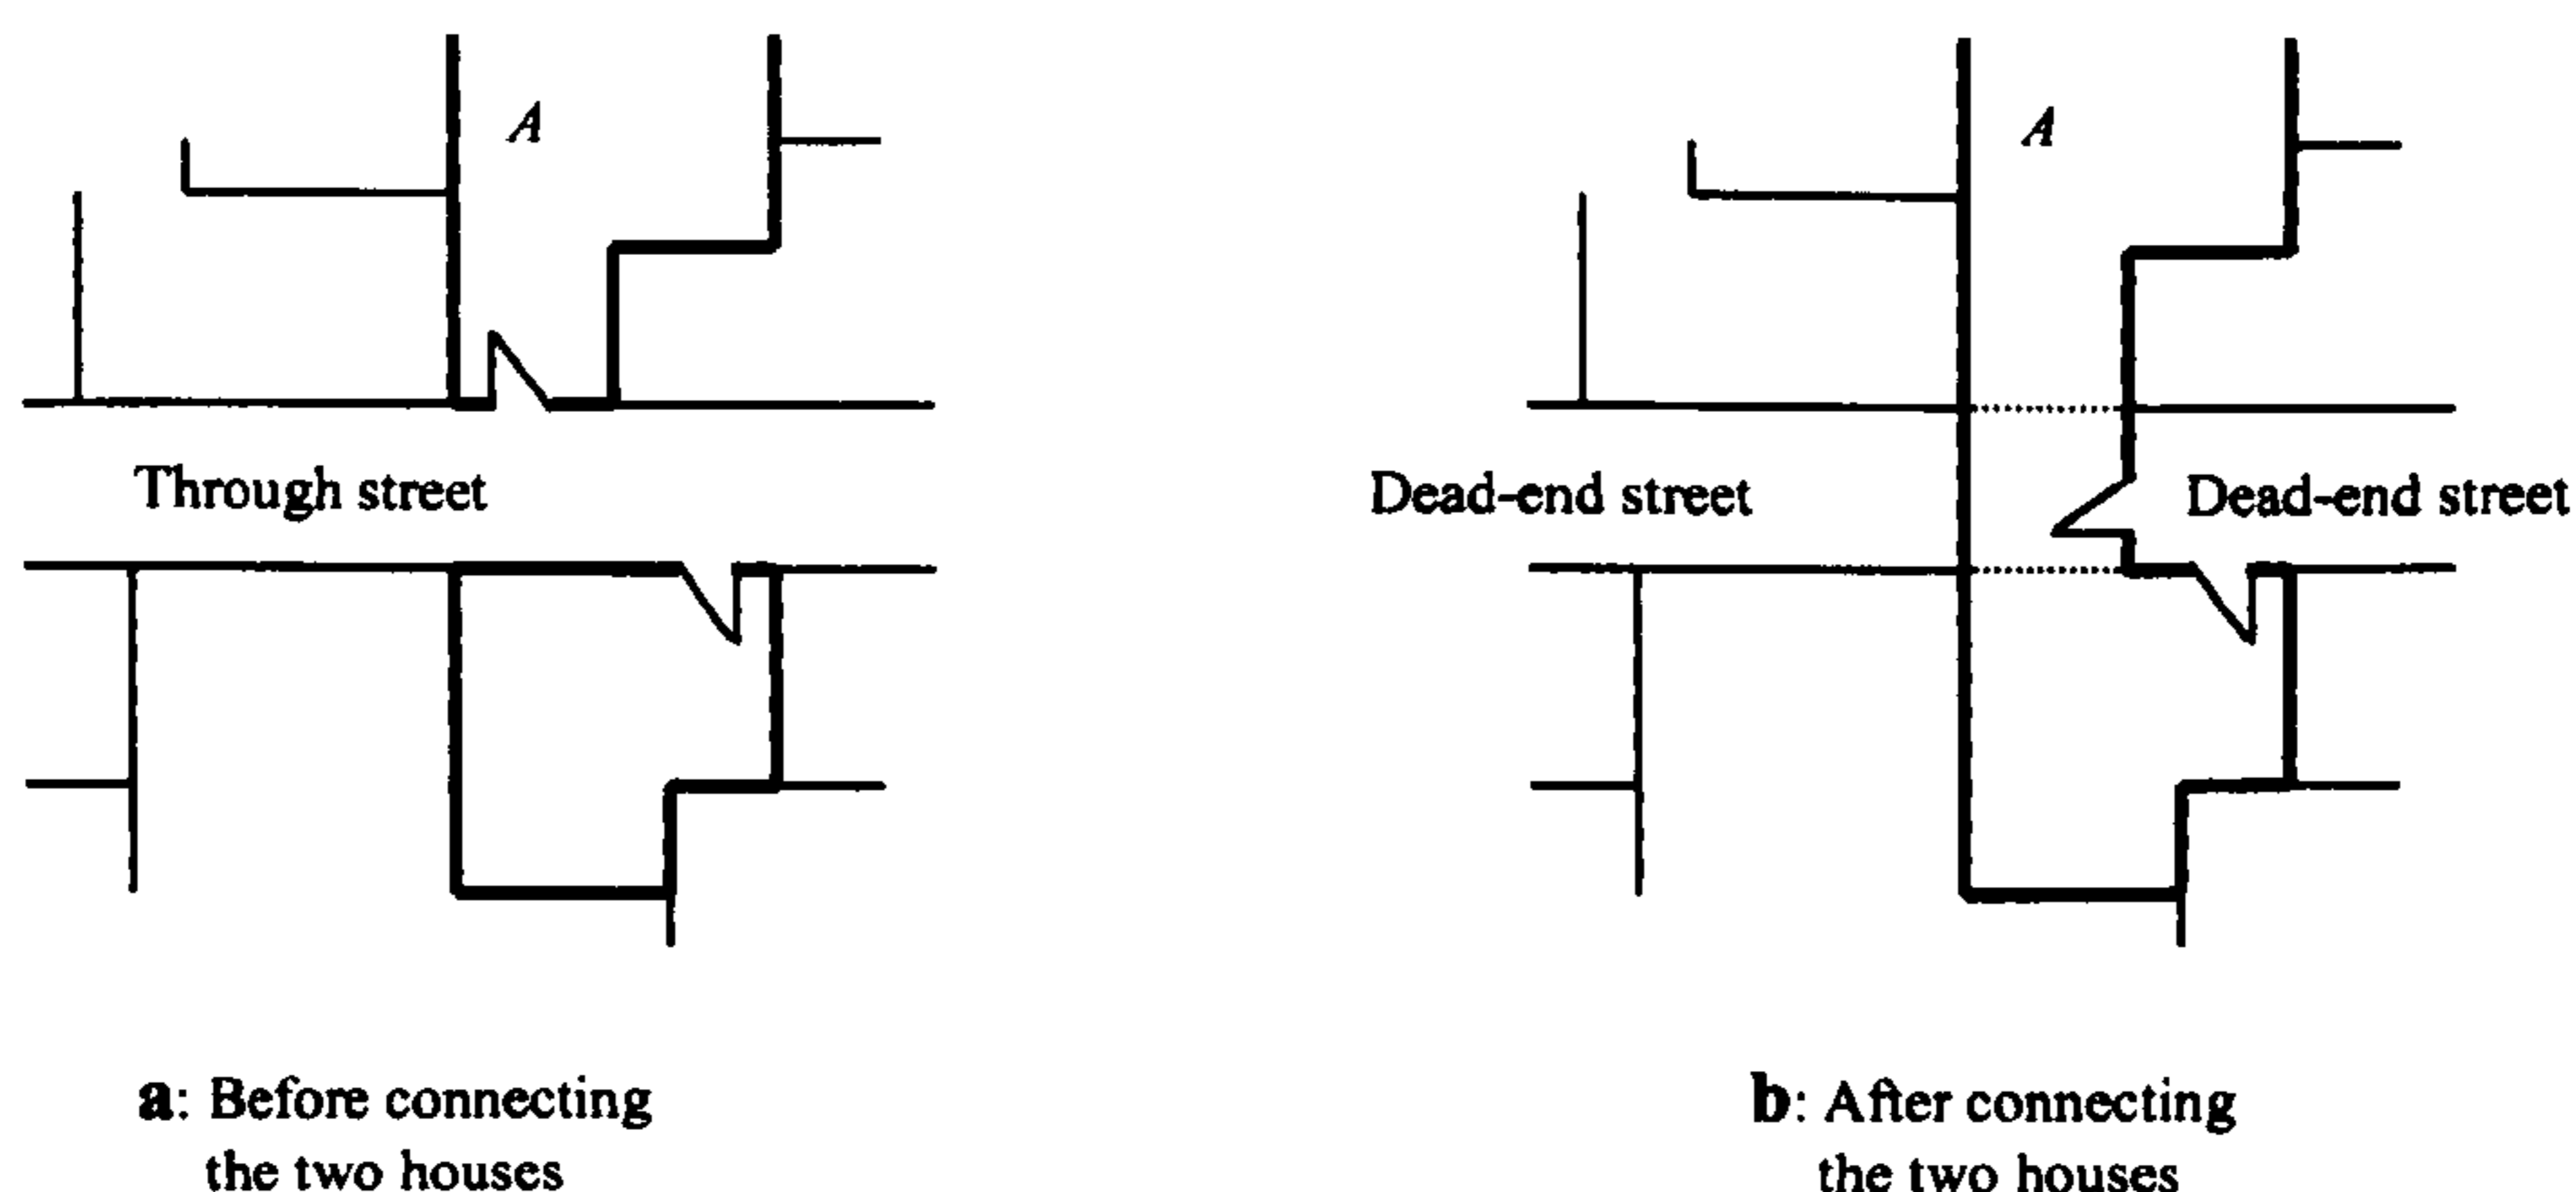 A
A
Through street
Dead-end street
Dead-end street
a: Before connecting
the two houses
b: After connecting
the two houses